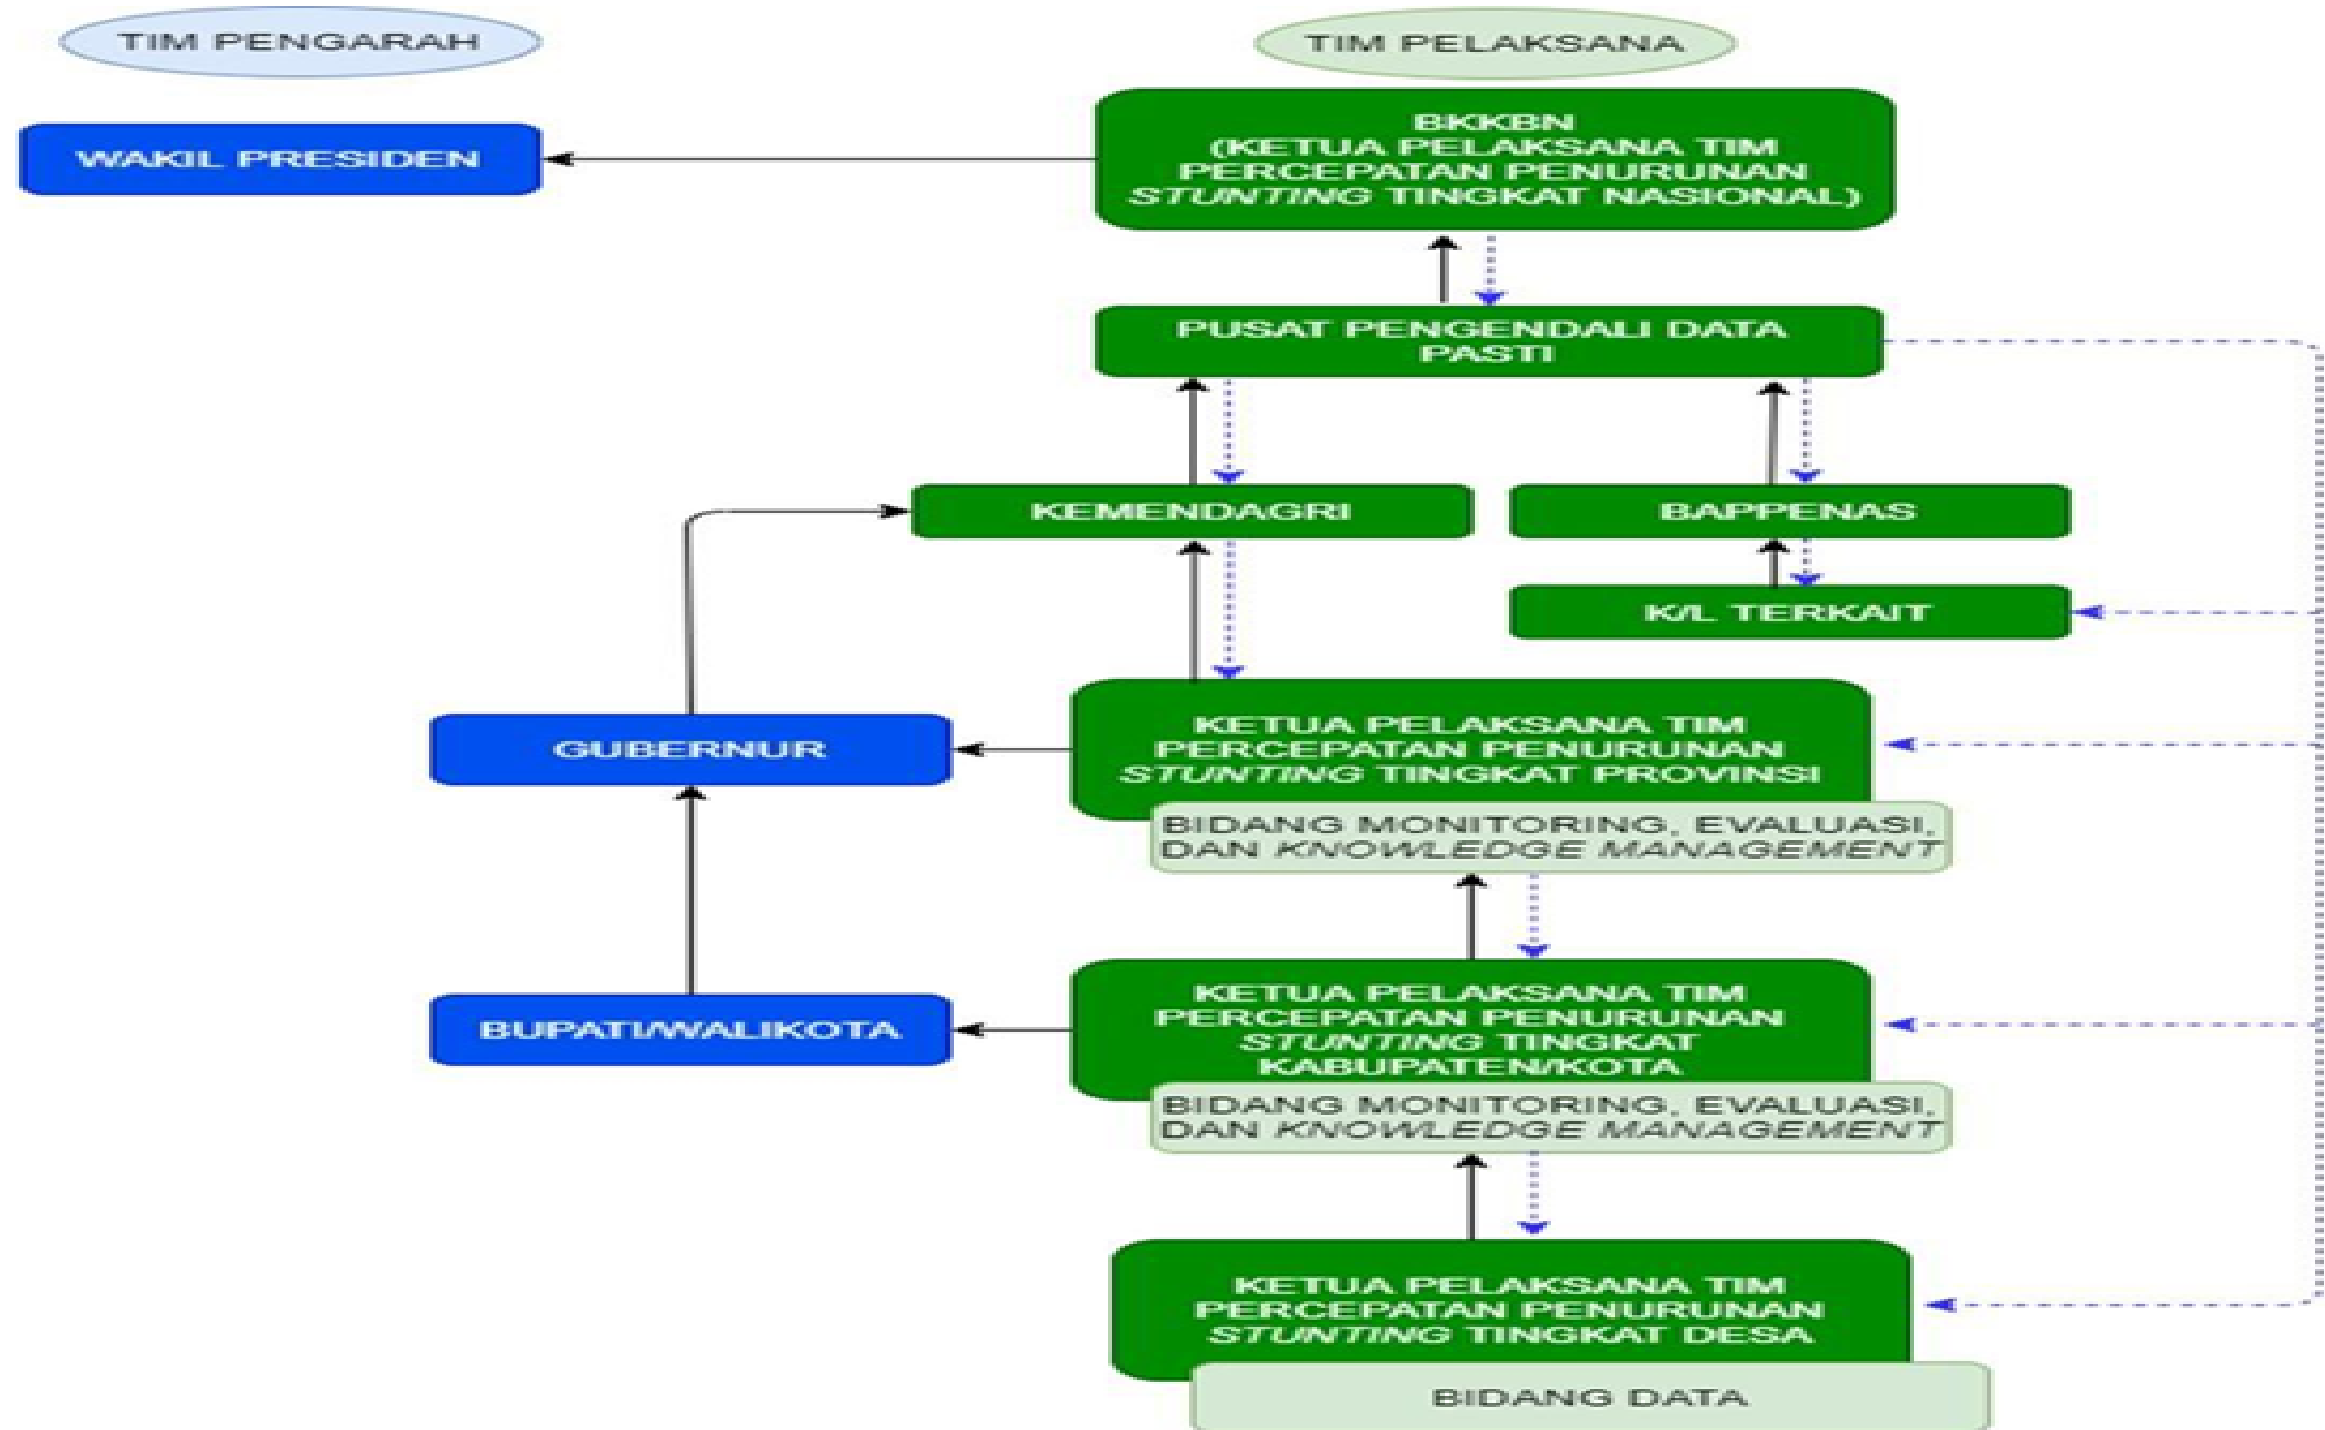 TIM PENGARAH
TIM PELAKSANA
WAKIL PRESIDEN
BKKBN
(KETUA PELAKSANA TIM
PERCEPATAN PENURUNAN
STUNTING TINGKAT NASIONAL)
PUSAT PENGENDALI DATA
PASTI
KEMENDAGRI
BAPPENAS
K/L TERKAIT
GUBERNUR
KETUA PELAKSANA TIM
PERCEPATAN PENURUNAN
STUNTING TINGKAT PROVINSI
BIDANG MONITORING, EVALUASI,
DAN KNOWLEDGE MANAGEMENT
BUPATI/WALIKOTA
KETUA PELAKSANA TIM
PERCEPATAN PENURUNAN
STUNTING TINGKAT
KABUPATEN/KOTA
BIDANG MONITORING, EVALUASI,
DAN KNOWLEDGE MANAGEMENT
KETUA PELAKSANA TIM
PERCEPATAN PENURUNAN
STUNTING TINGKAT DESA
BIDANG DATA